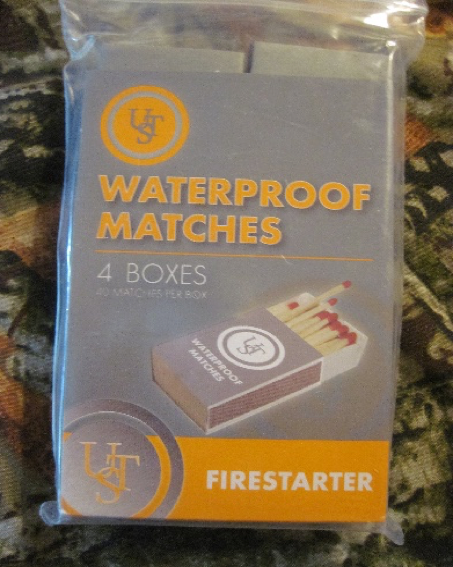 UST
WATERPROOF
MATCHES
4 BOXES
40 MATCHES PER BOX
UST
WATERPROOF
MATCHES
UST
FIRESTARTER